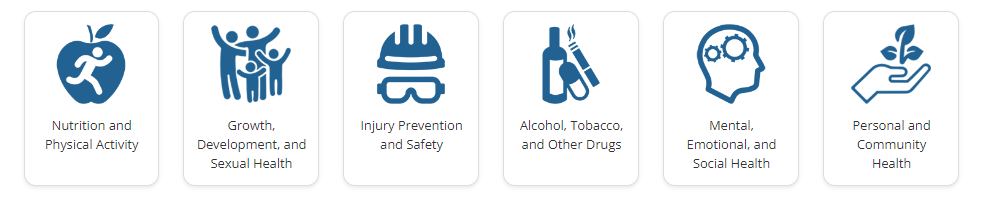 Nutrition and
Physical Activity
Growth,
Development, and
Sexual Health
Injury Prevention
and Safety
Alcohol, Tobacco,
and Other Drugs
Mental,
Emotional, and
Social Health
Personal and
Community
Health